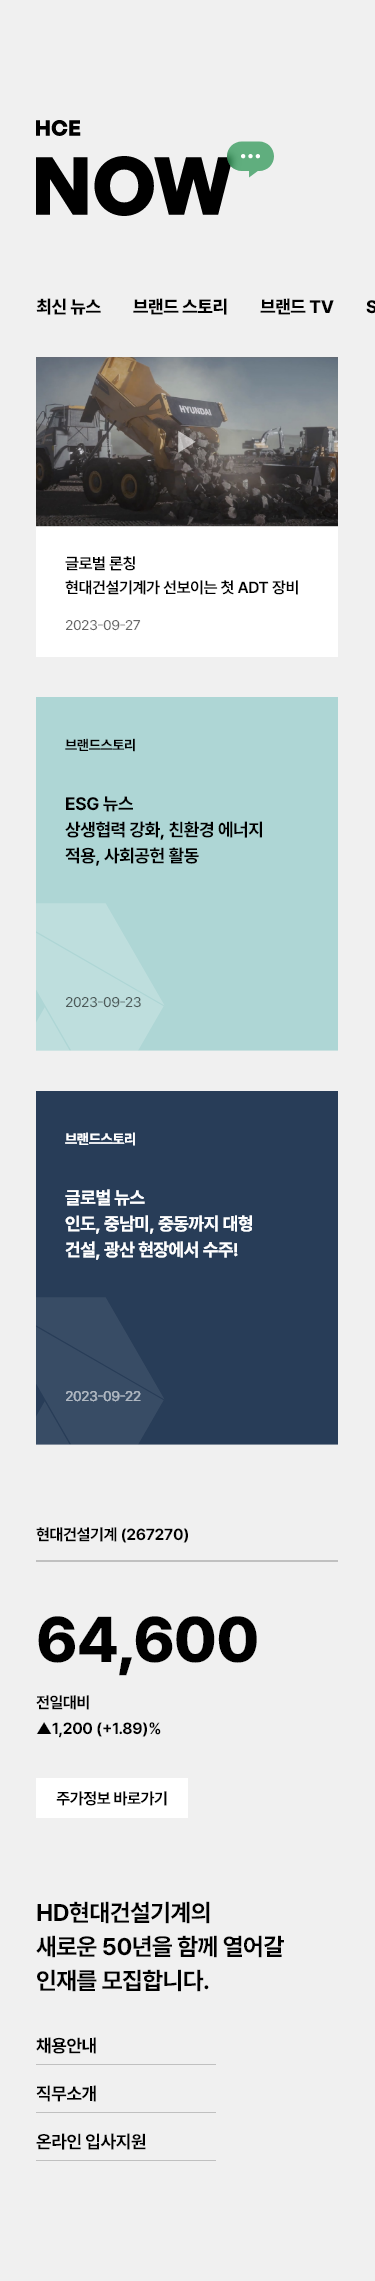 HCE
NOW
최신 뉴스 브랜드 스토리 브랜드 TV S
HYUNDAI
글로벌 론칭
현대건설기계가 선보이는 첫 ADT 장비
2023-09-27
브랜드스토리
ESG 뉴스
상생협력 강화, 친환경 에너지
적용, 사회공헌 활동
2023-09-23
브랜드스토리
글로벌 뉴스
인도, 중남미, 중동까지 대형
건설, 광산 현장에서 수주!
2023-09-22
현대건설기계 (267270)
64,600
전일대비
▲1,200 (+1.89)%
주가정보 바로가기
HD현대건설기계의
새로운 50년을 함께 열어갈
인재를 모집합니다.
채용안내
직무소개
온라인 입사지원